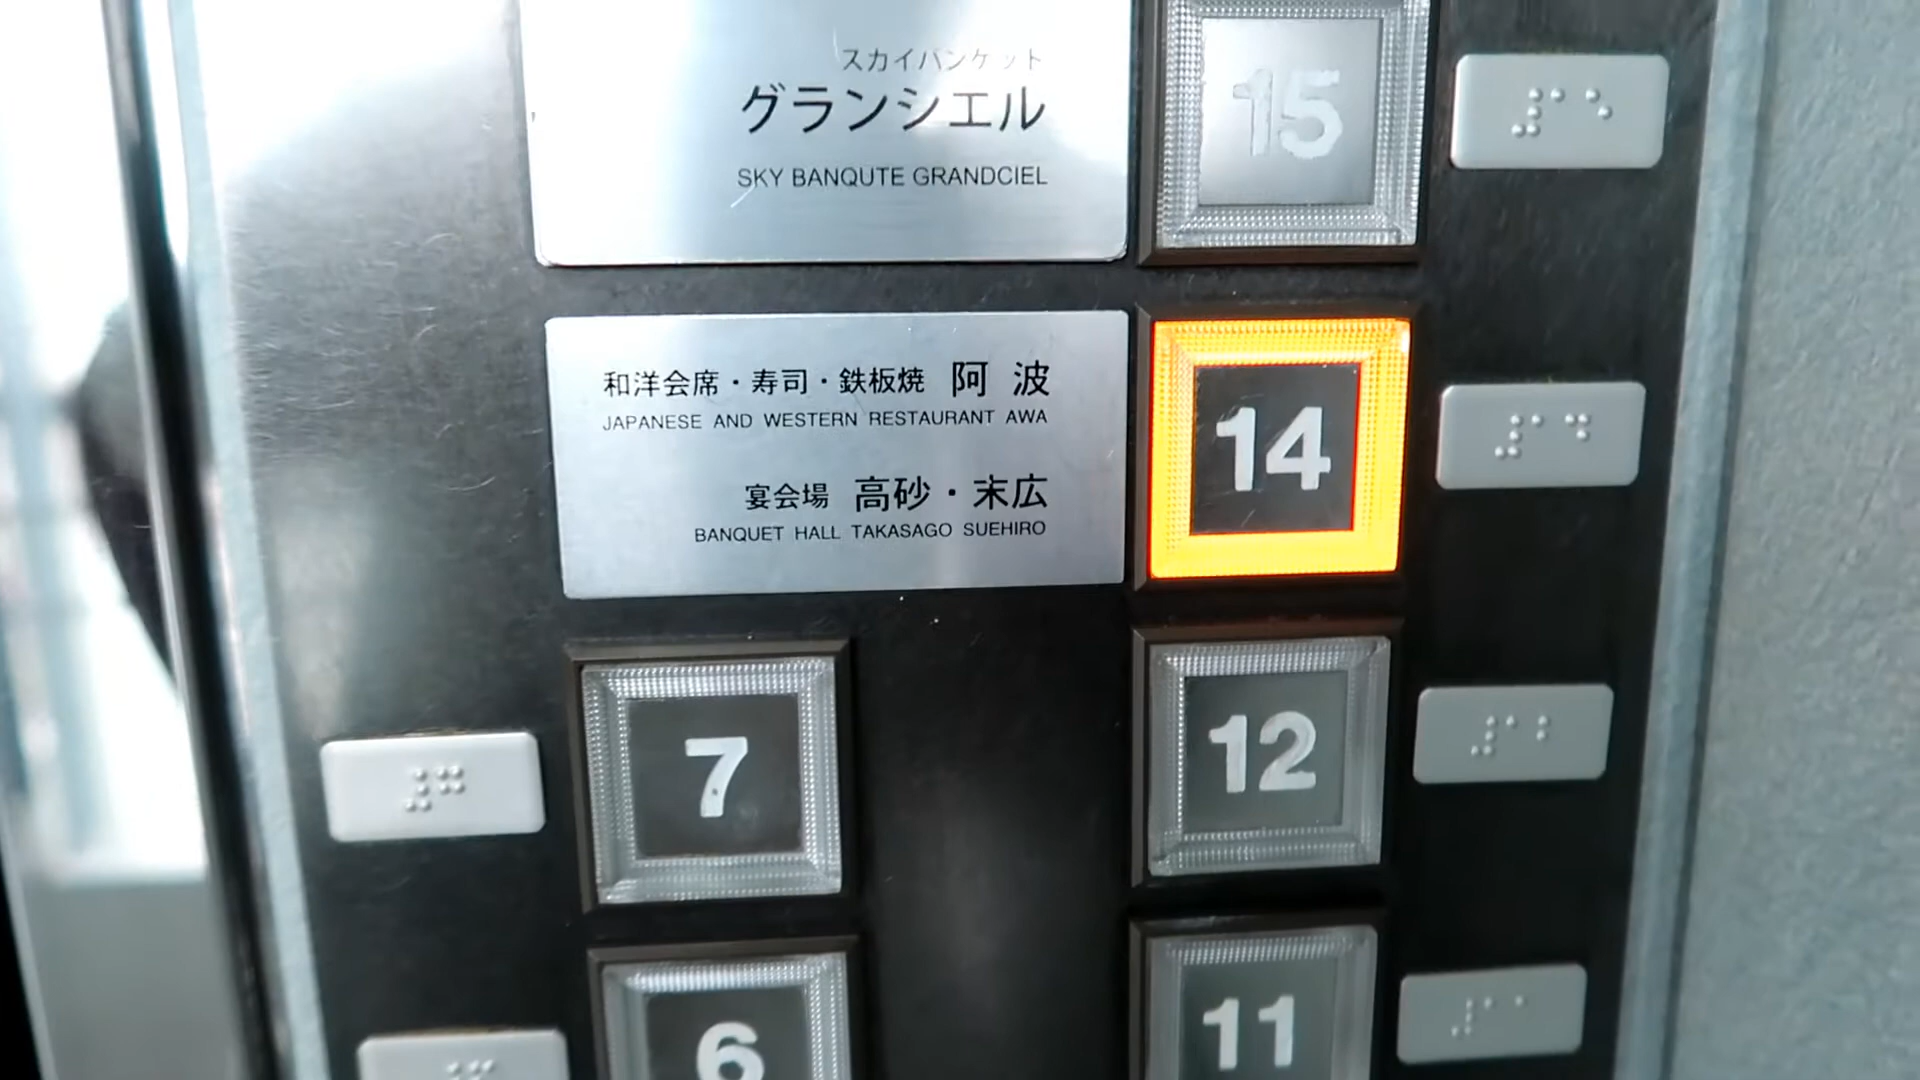 スカイバンケット
グランシエル
SKY BANQUTE GRANDCIEL
15
和洋会席・寿司・鉄板焼 阿 波
JAPANESE AND WESTERN RESTAURANT AWA
宴会場 高砂・末広
BANQUET HALL TAKASAGO SUEHIRO
14
7
12
6
11